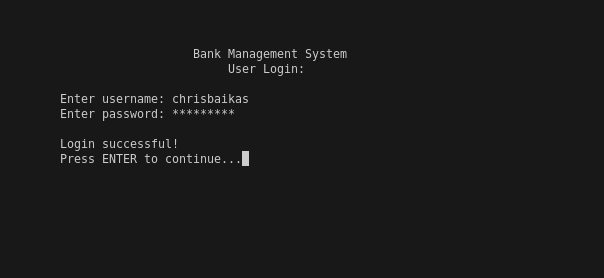 Bank Management System
User Login:
Enter username: chrisbaikas
Enter password: *********
Login successful!
Press ENTER to continue...